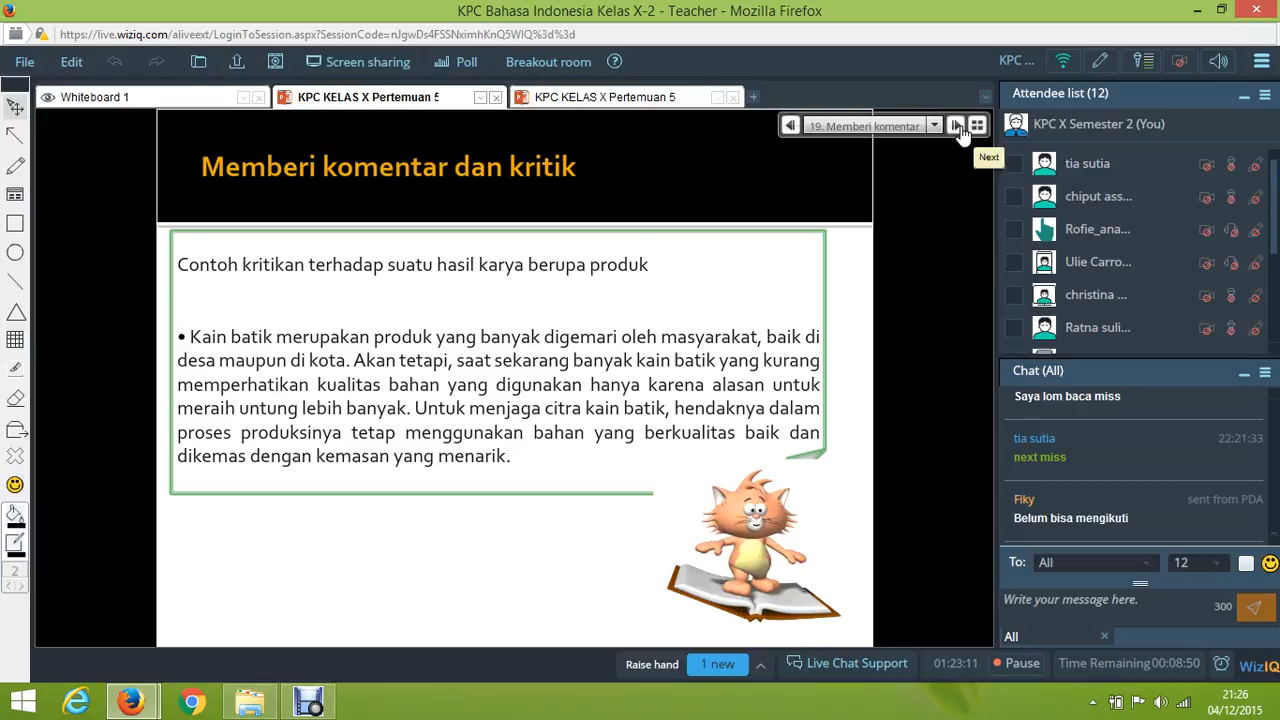 KPC Bahasa Indonesia Kelas X-2 - Teacher - Mozilla Firefox
https://live.wiziq.com/aliveext/LoginToSession.aspx?SessionCode=nJgwDs4FSSNximhKnQ5WIQ%3d%3d
File Edit Screen sharing Poll Breakout room ? KPC ...
Whiteboard 1 KPC KELAS X Pertemuan 5 KPC KELAS X Pertemuan 5
Attendee list (12)
19. Memberi komentar
Next
KPC X Semester 2 (You)
tia sutia
chiput ass...
Rofie_ana...
Ulie Carro...
christina ...
Ratna suli...
Memberi komentar dan kritik
Contoh kritikan terhadap suatu hasil karya berupa produk
• Kain batik merupakan produk yang banyak digemari oleh masyarakat, baik di
desa maupun di kota. Akan tetapi, saat sekarang banyak kain batik yang kurang
memperhatikan kualitas bahan yang digunakan hanya karena alasan untuk
meraih untung lebih banyak. Untuk menjaga citra kain batik, hendaknya dalam
proses produksinya tetap menggunakan bahan yang berkualitas baik dan
dikemas dengan kemasan yang menarik.
Chat (All)
Saya lom baca miss
tia sutia 22:21:33
next miss
Fiky sent from PDA
Belum bisa mengikuti
To: All 12
Write your message here. 300
All
2
Raise hand 1 new Live Chat Support 01:23:11 Pause Time Remaining 00:08:50 WizIQ
21:26
04/12/2015